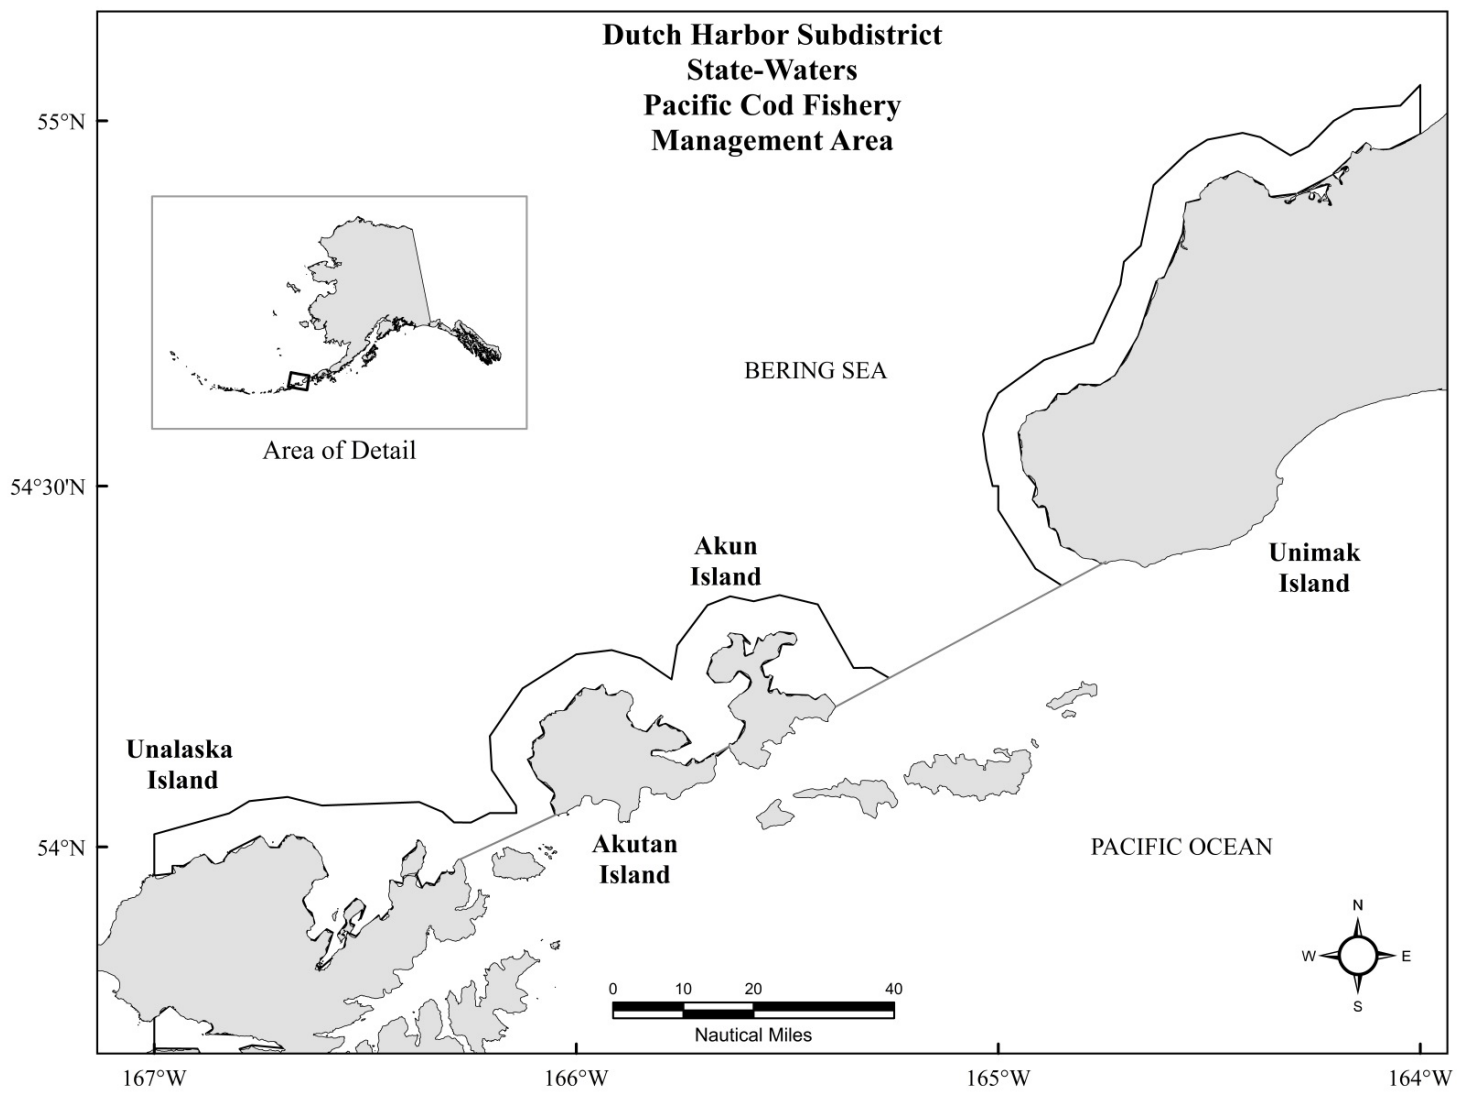 Dutch Harbor Subdistrict
State-Waters
Pacific Cod Fishery
Management Area
55°N
BERING SEA
Area of Detail
54°30'N
Akun
Island
Unimak
Island
Unalaska
Island
54°N
Akutan
Island
PACIFIC OCEAN
N
W
E
S
0 10 20 40
Nautical Miles
167°W 166°W 165°W 164°W